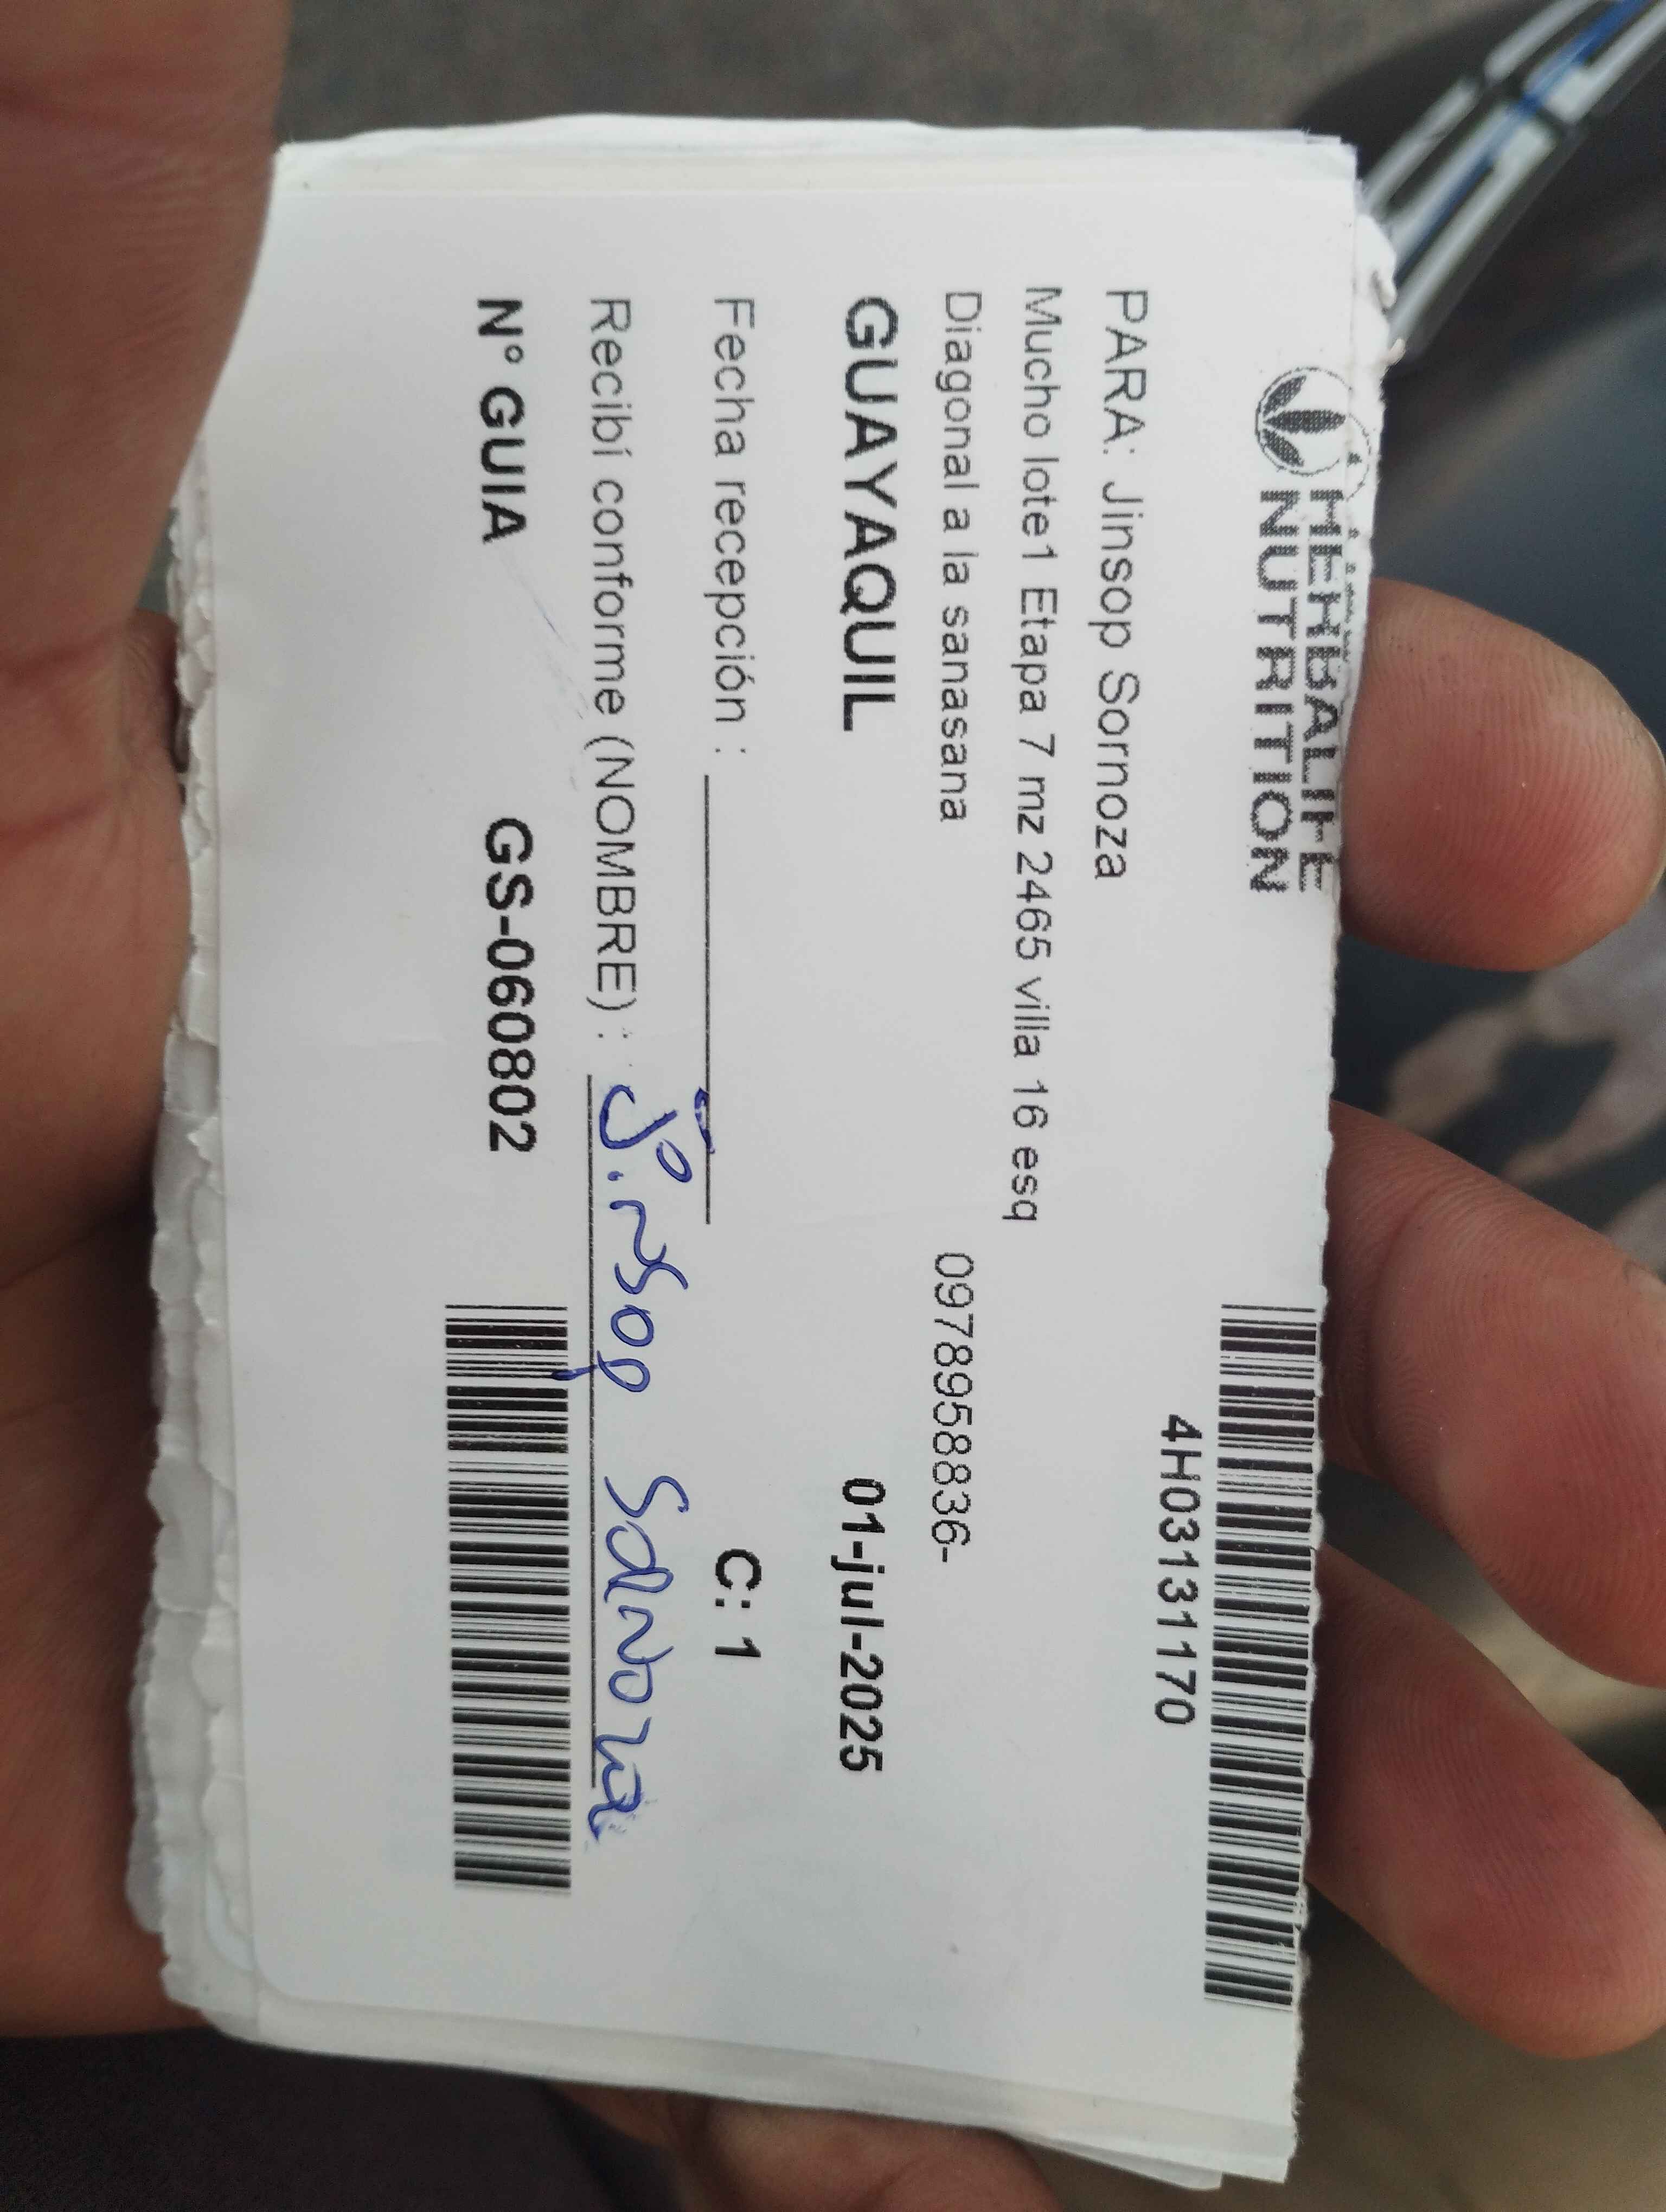 HERBALIFE
NUTRITION
4H03131170
PARA: Jinsop Sornoza
Mucho lote1 Etapa 7 mz 2465 villa 16 esq
Diagonal a la sanasana 0978958836-
GUAYAQUIL 01-jul-2025
Fecha recepción : C: 1
Recibí conforme (NOMBRE) : Jinsop Sornoza
N° GUIA GS-060802